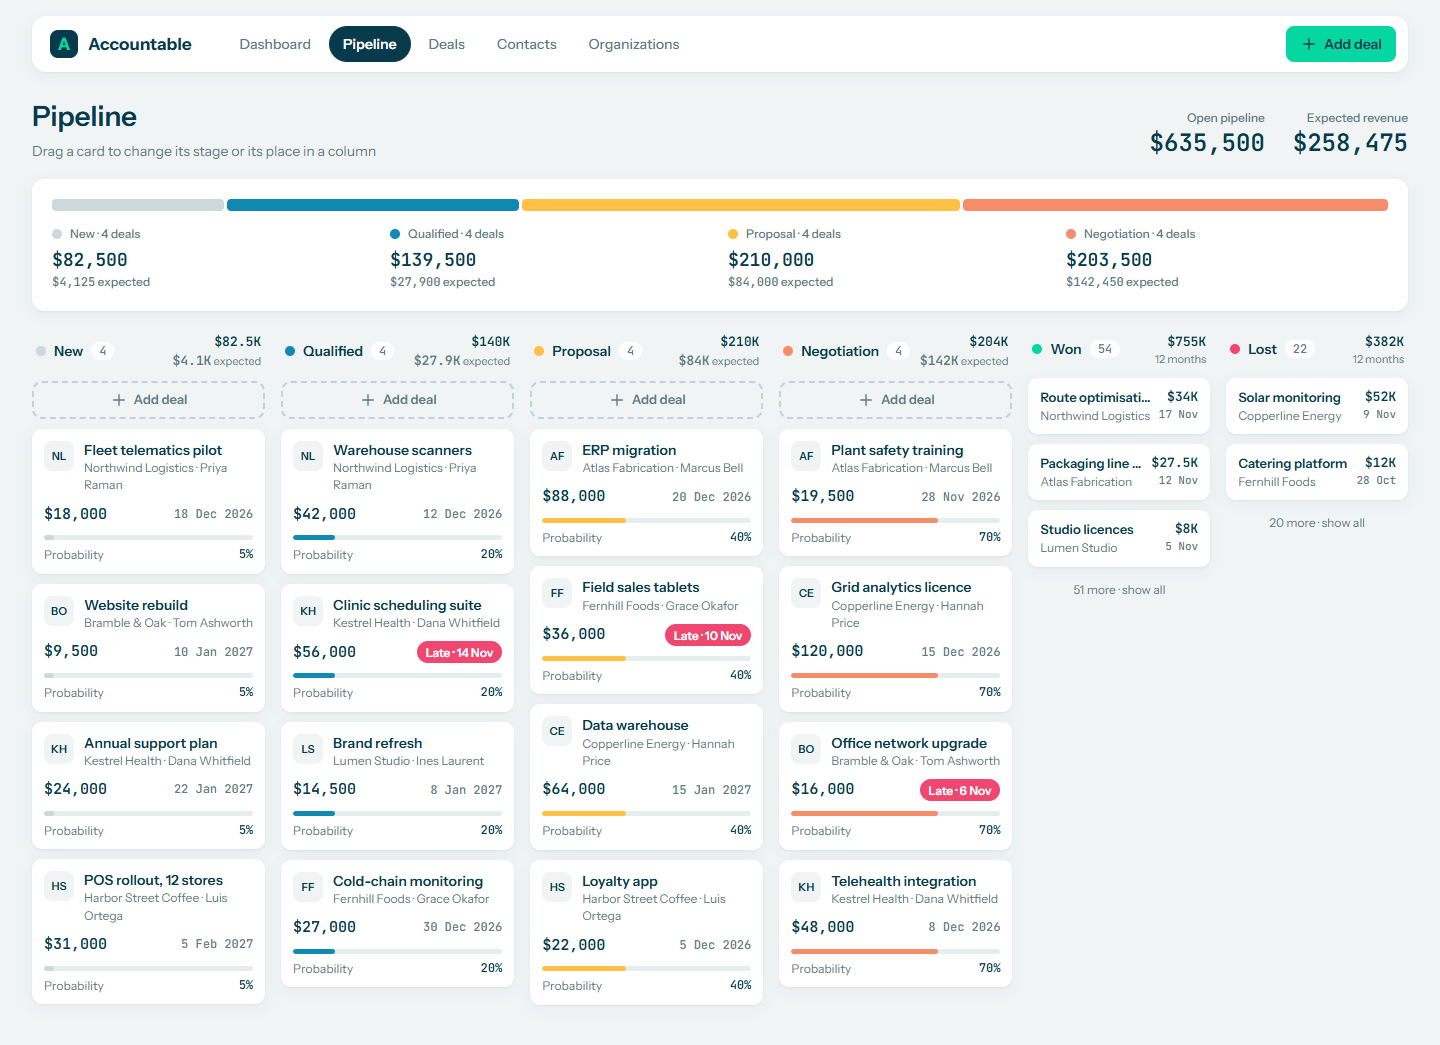 A Accountable Dashboard Pipeline Deals Contacts Organizations + Add deal
Pipeline
Drag a card to change its stage or its place in a column
Open pipeline
$635,500
Expected revenue
$258,475
New · 4 deals
$82,500
$4,125 expected
Qualified · 4 deals
$139,500
$27,900 expected
Proposal · 4 deals
$210,000
$84,000 expected
Negotiation · 4 deals
$203,500
$142,450 expected
New 4 $82.5K
$4.1K expected
+ Add deal
NL Fleet telematics pilot
Northwind Logistics · Priya
Raman
$18,000 18 Dec 2026
Probability 5%
BO Website rebuild
Bramble & Oak · Tom Ashworth
$9,500 10 Jan 2027
Probability 5%
KH Annual support plan
Kestrel Health · Dana Whitfield
$24,000 22 Jan 2027
Probability 5%
HS POS rollout, 12 stores
Harbor Street Coffee · Luis
Ortega
$31,000 5 Feb 2027
Probability 5%
Qualified 4 $140K
$27.9K expected
+ Add deal
NL Warehouse scanners
Northwind Logistics · Priya
Raman
$42,000 12 Dec 2026
Probability 20%
KH Clinic scheduling suite
Kestrel Health · Dana Whitfield
$56,000 Late · 14 Nov
Probability 20%
LS Brand refresh
Lumen Studio · Ines Laurent
$14,500 8 Jan 2027
Probability 20%
FF Cold-chain monitoring
Fernhill Foods · Grace Okafor
$27,000 30 Dec 2026
Probability 20%
Proposal 4 $210K
$84K expected
+ Add deal
AF ERP migration
Atlas Fabrication · Marcus Bell
$88,000 20 Dec 2026
Probability 40%
FF Field sales tablets
Fernhill Foods · Grace Okafor
$36,000 Late · 10 Nov
Probability 40%
CE Data warehouse
Copperline Energy · Hannah
Price
$64,000 15 Jan 2027
Probability 40%
HS Loyalty app
Harbor Street Coffee · Luis
Ortega
$22,000 5 Dec 2026
Probability 40%
Negotiation 4 $204K
$142K expected
+ Add deal
AF Plant safety training
Atlas Fabrication · Marcus Bell
$19,500 28 Nov 2026
Probability 70%
CE Grid analytics licence
Copperline Energy · Hannah
Price
$120,000 15 Dec 2026
Probability 70%
BO Office network upgrade
Bramble & Oak · Tom Ashworth
$16,000 Late · 6 Nov
Probability 70%
KH Telehealth integration
Kestrel Health · Dana Whitfield
$48,000 8 Dec 2026
Probability 70%
Won 54 $755K
12 months
Route optimisati... $34K
Northwind Logistics 17 Nov
Packaging line ... $27.5K
Atlas Fabrication 12 Nov
Studio licences $8K
Lumen Studio 5 Nov
51 more · show all
Lost 22 $382K
12 months
Solar monitoring $52K
Copperline Energy 9 Nov
Catering platform $12K
Fernhill Foods 28 Oct
20 more · show all